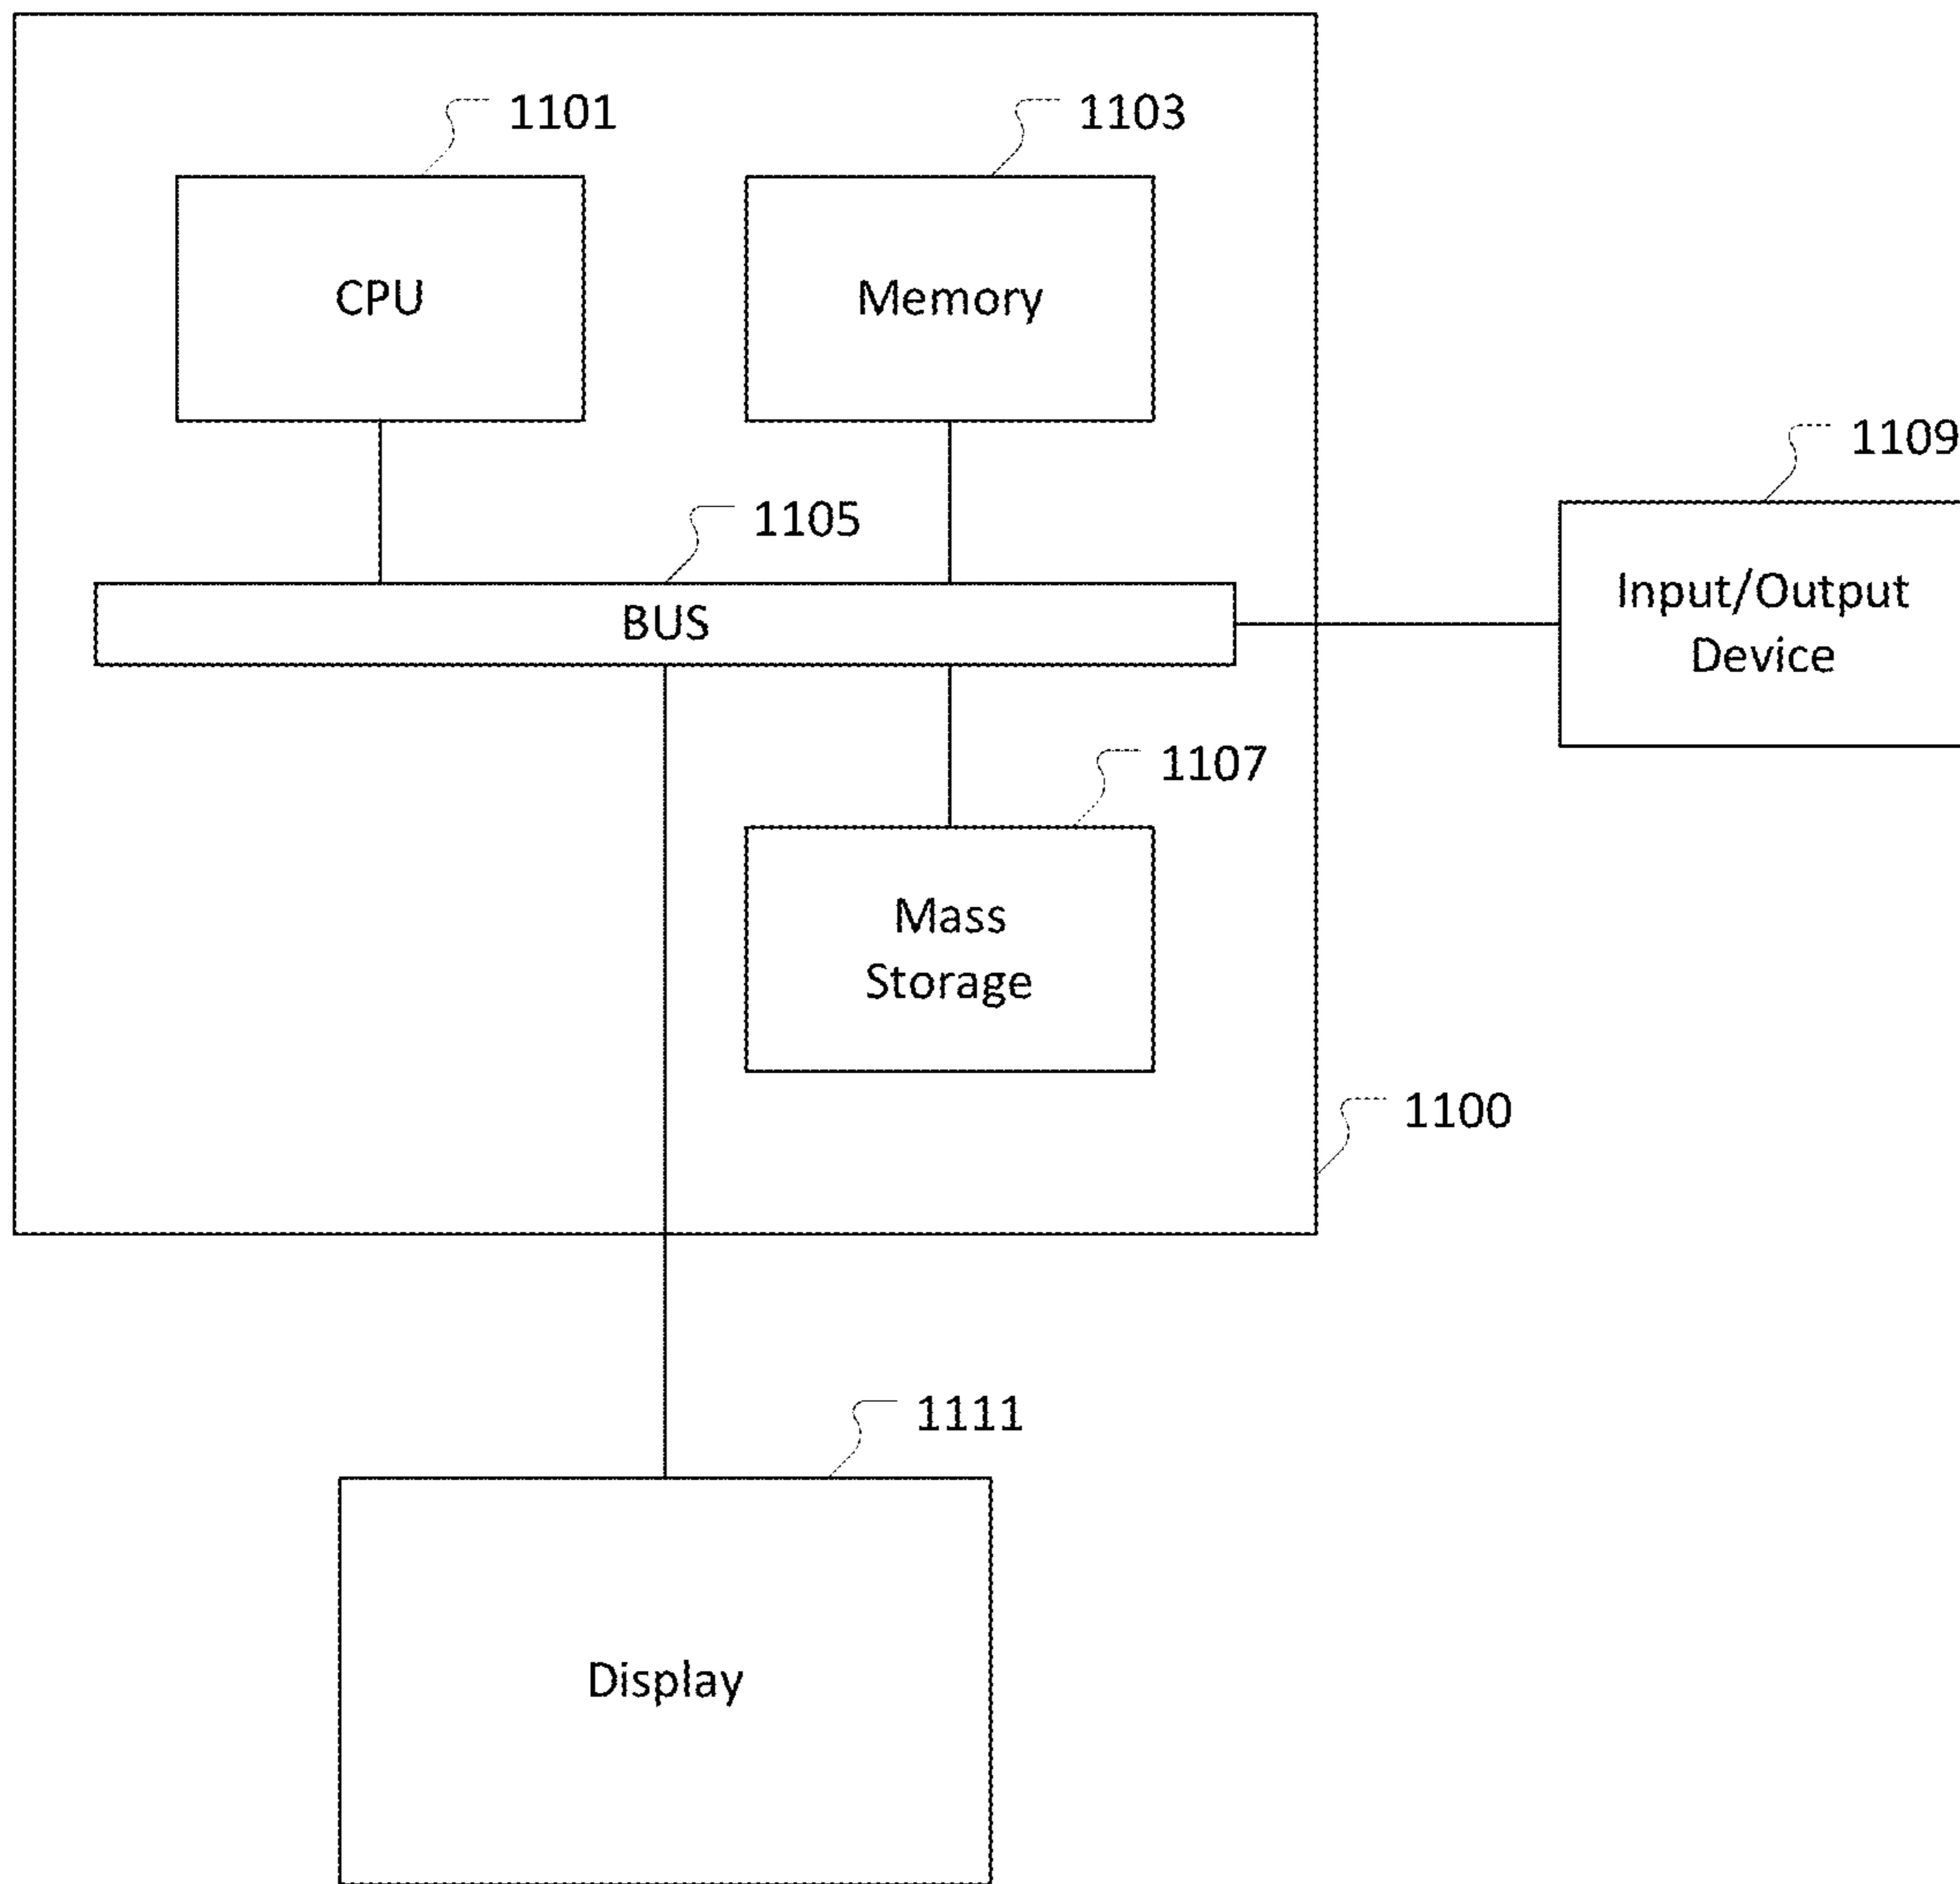 1101
1103
CPU
Memory
1109
1105
Input/Output
Device
BUS
1107
Mass
Storage
1100
1111
Display